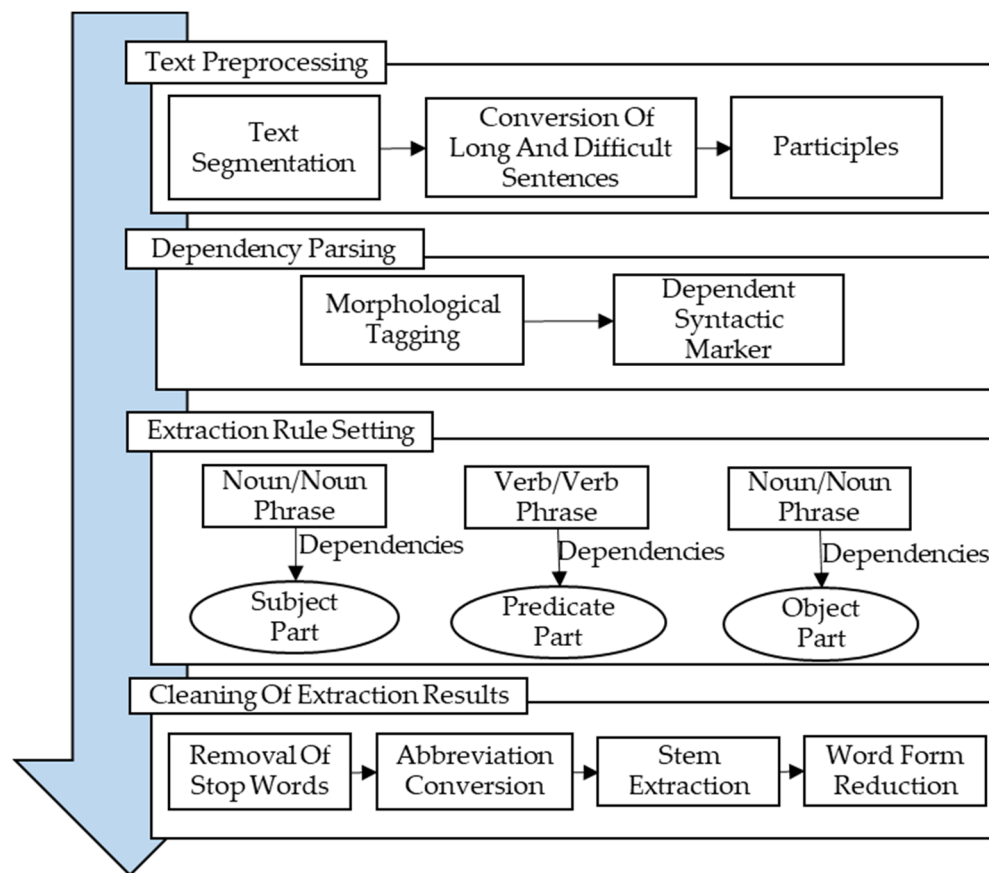 Text Preprocessing
Text
Segmentation
Conversion Of
Long And Difficult
Sentences
Participles
Dependency Parsing
Morphological
Tagging
Dependent
Syntactic
Marker
Extraction Rule Setting
Noun/Noun
Phrase
Verb/Verb
Phrase
Noun/Noun
Phrase
Dependencies
Dependencies
Dependencies
Subject
Part
Predicate
Part
Object
Part
Cleaning Of Extraction Results
Removal Of
Stop Words
Abbreviation
Conversion
Stem
Extraction
Word Form
Reduction